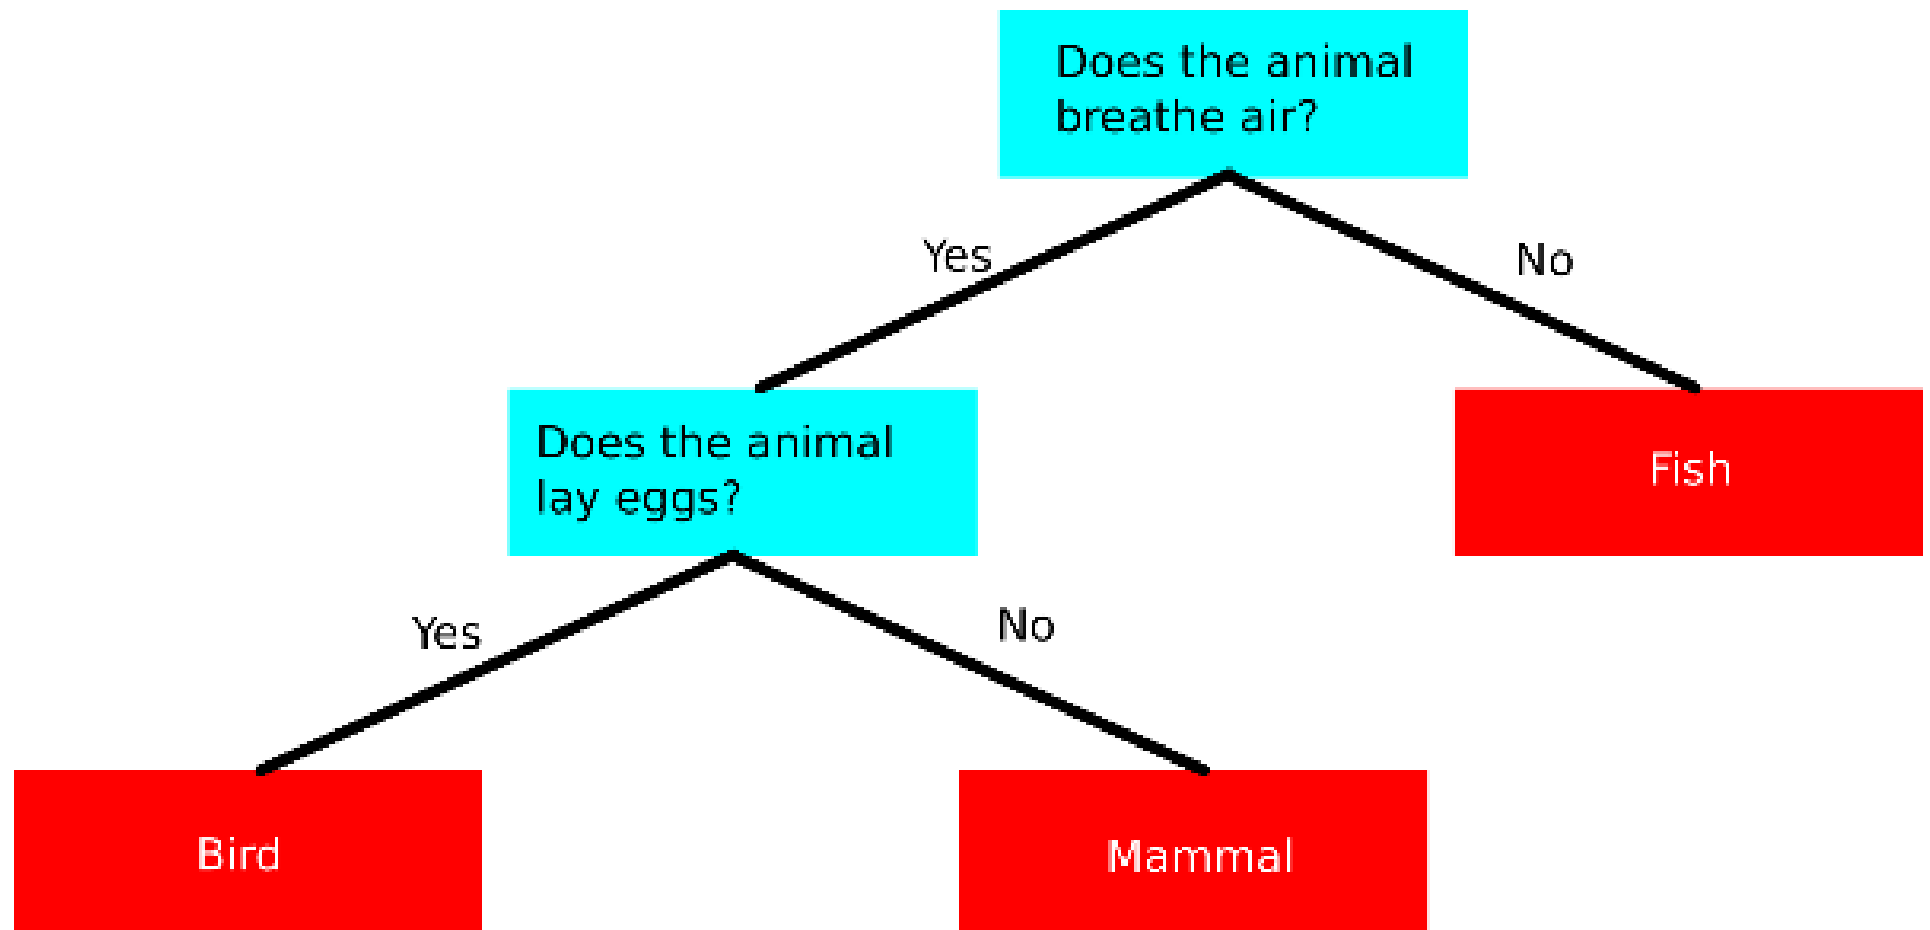 Does the animal
breathe air?
Yes
No
Does the animal
lay eggs?
Fish
Yes
No
Bird
Mammal